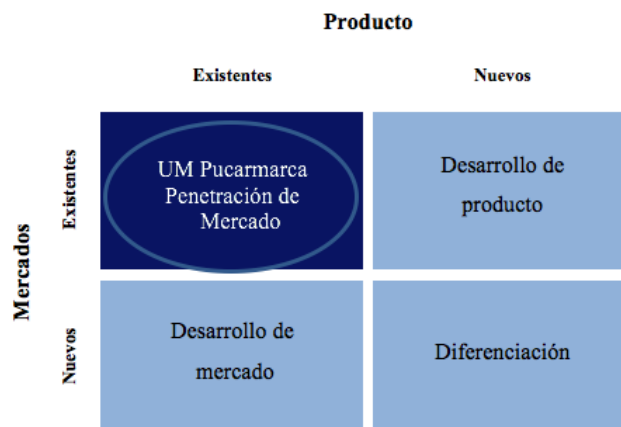 Producto
Existentes
Nuevos
Mercados
Existentes
UM Pucarmarca
Penetración de
Mercado
Desarrollo de
producto
Nuevos
Desarrollo de
mercado
Diferenciación